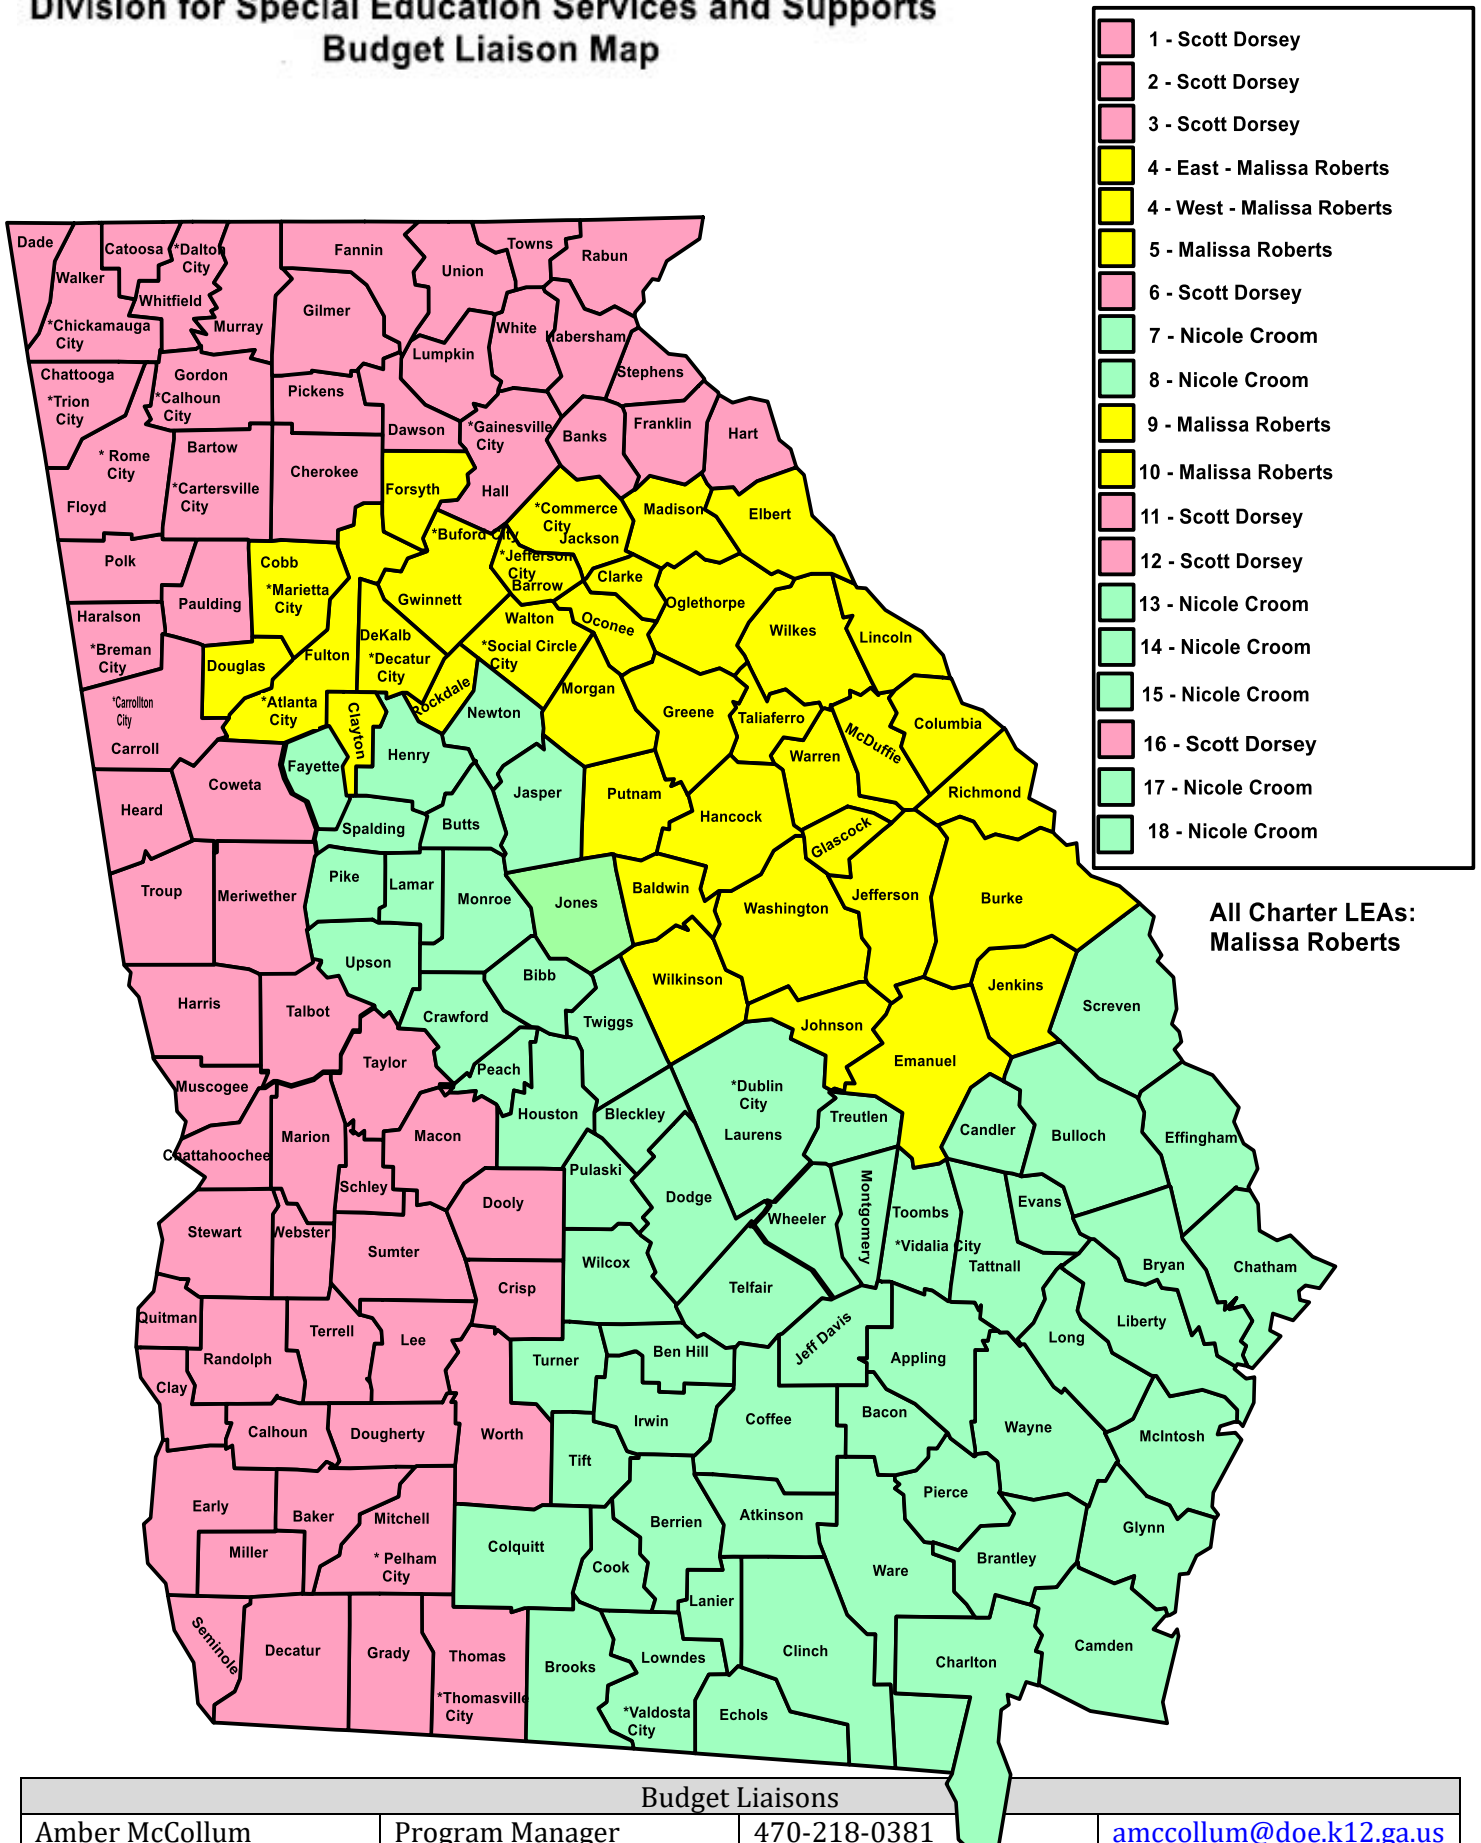 Division for Special Education Services and Supports
Budget Liaison Map
1 - Scott Dorsey
2 - Scott Dorsey
3 - Scott Dorsey
4 - East - Malissa Roberts
4 - West - Malissa Roberts
5 - Malissa Roberts
6 - Scott Dorsey
7 - Nicole Croom
8 - Nicole Croom
9 - Malissa Roberts
10 - Malissa Roberts
11 - Scott Dorsey
12 - Scott Dorsey
13 - Nicole Croom
14 - Nicole Croom
15 - Nicole Croom
16 - Scott Dorsey
17 - Nicole Croom
18 - Nicole Croom
All Charter LEAs:
Malissa Roberts
Dade
Walker
Catoosa
*Dalton
City
Whitfield
*Chickamauga
City
Murray
Fannin
Gilmer
Union
Towns
Rabun
White
Habersham
Lumpkin
Stephens
Chattooga
*Trion
City
Gordon
*Calhoun
City
Pickens
Dawson
*Gainesville
City
Hall
Banks
Franklin
Hart
* Rome
City
Floyd
Bartow
*Cartersville
City
Cherokee
Forsyth
*Commerce
City
Jackson
Madison
Elbert
*Buford City
*Jefferson
City
Barrow
Clarke
Polk
Paulding
Cobb
*Marietta
City
Gwinnett
Walton
*Social Circle
City
Oconee
Oglethorpe
Wilkes
Lincoln
Haralson
*Breman
City
Douglas
Fulton
*Atlanta
City
DeKalb
*Decatur
City
Rockdale
Clayton
Newton
Morgan
Greene
Taliaferro
Warren
McDuffie
Columbia
*Carrollton
City
Carroll
Coweta
Fayette
Henry
Heard
Spalding
Butts
Jasper
Putnam
Hancock
Glascock
Richmond
Troup
Meriwether
Pike
Lamar
Monroe
Jones
Baldwin
Washington
Jefferson
Burke
Upson
Bibb
Wilkinson
Jenkins
Screven
Harris
Talbot
Crawford
Twiggs
Johnson
Emanuel
Muscogee
Taylor
Peach
Houston
Bleckley
*Dublin
City
Laurens
Treutlen
Candler
Bulloch
Effingham
Chattahoochee
Marion
Macon
Schley
Dooly
Pulaski
Dodge
Wheeler
Montgomery
Toombs
*Vidalia City
Tattnall
Evans
Bryan
Chatham
Stewart
Webster
Sumter
Crisp
Wilcox
Telfair
Jeff Davis
Appling
Long
Liberty
Quitman
Randolph
Terrell
Lee
Clay
Turner
Ben Hill
Irwin
Coffee
Bacon
Wayne
McIntosh
Calhoun
Dougherty
Worth
Tift
Early
Baker
Mitchell
* Pelham
City
Miller
Colquitt
Cook
Berrien
Atkinson
Pierce
Ware
Brantley
Glynn
Lanier
Seminole
Decatur
Grady
Thomas
*Thomasville
City
Brooks
Lowndes
*Valdosta
City
Echols
Clinch
Charlton
Camden
Budget Liaisons
Amber McCollum Program Manager 470-218-0381 amccollum@doe.k12.ga.us